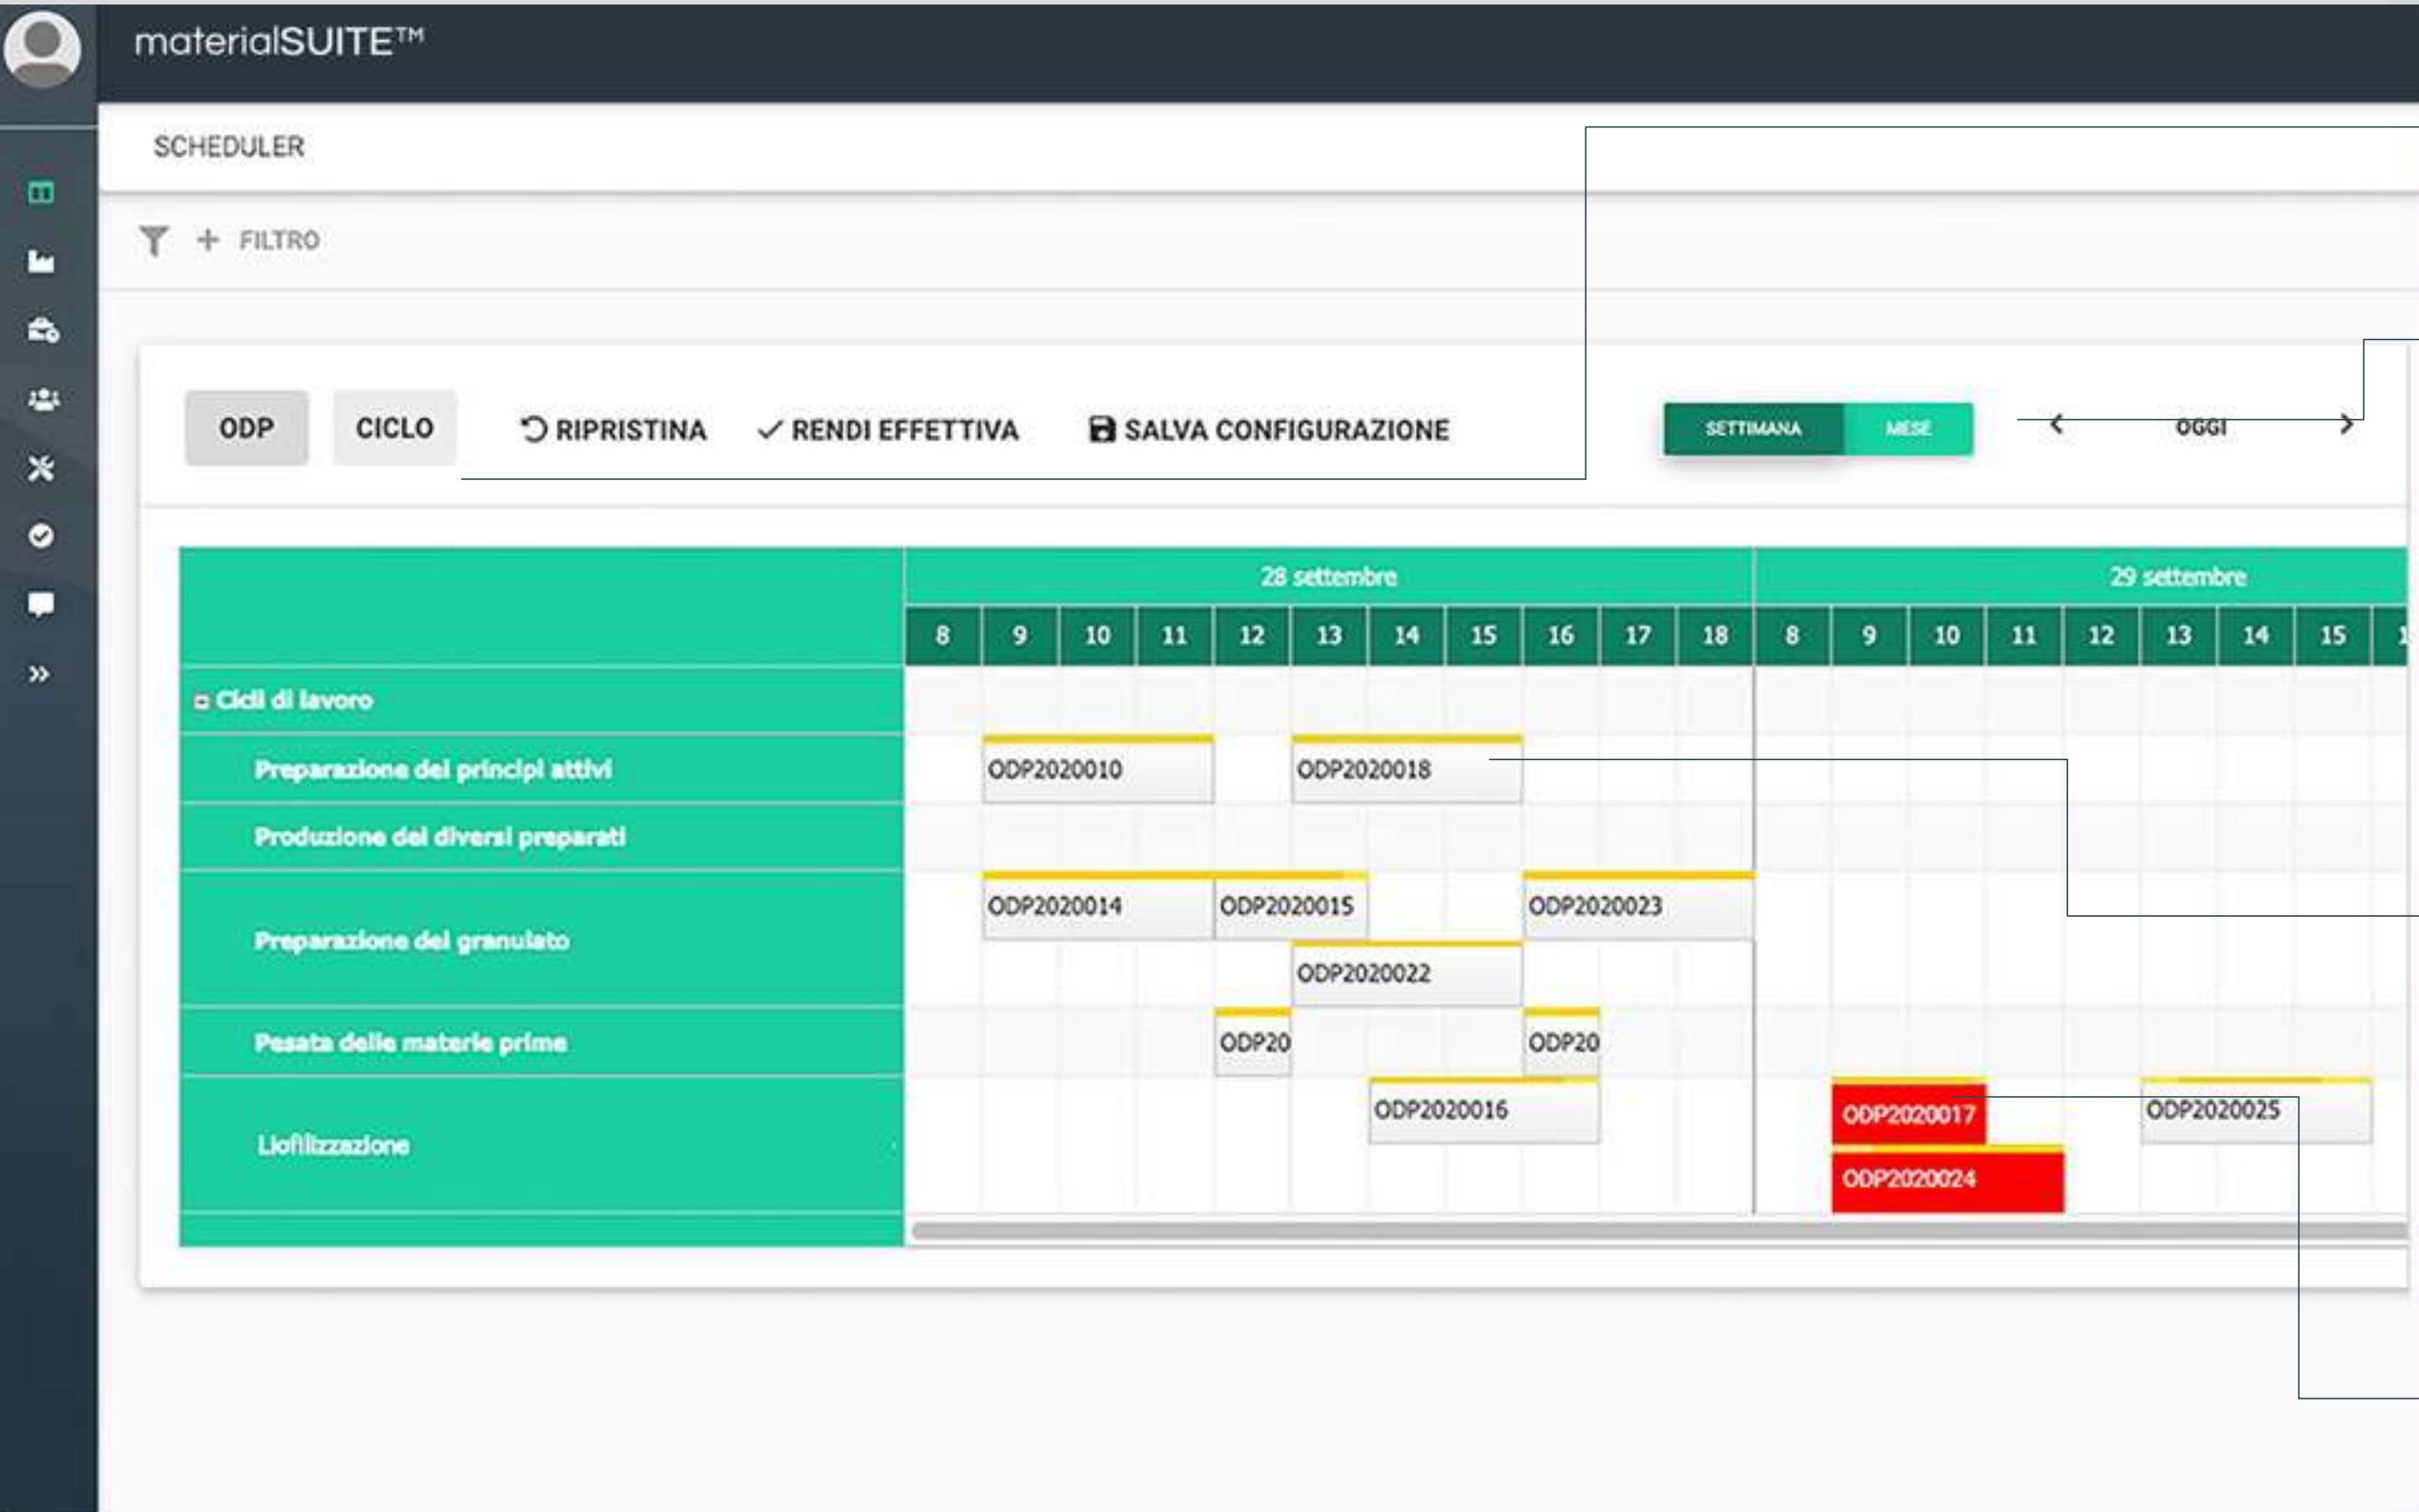 materialSUITE™
SCHEDULER
+ FILTRO
ODP CICLO RIPRISTINA RENDI EFFETTIVA SALVA CONFIGURAZIONE SETTIMANA MESE < OGGI >
28 settembre 29 settembre
8 9 10 11 12 13 14 15 16 17 18 8 9 10 11 12 13 14 15
Cicli di lavoro
Preparazione dei principi attivi ODP2020010 ODP2020018
Produzione dei diversi preparati
ODP2020014 ODP2020015 ODP2020023
Preparazione del granulato
ODP2020022
Pesata delle materie prime ODP20 ODP20
ODP2020016 ODP2020017 ODP2020025
Liofilizzazione
ODP2020024